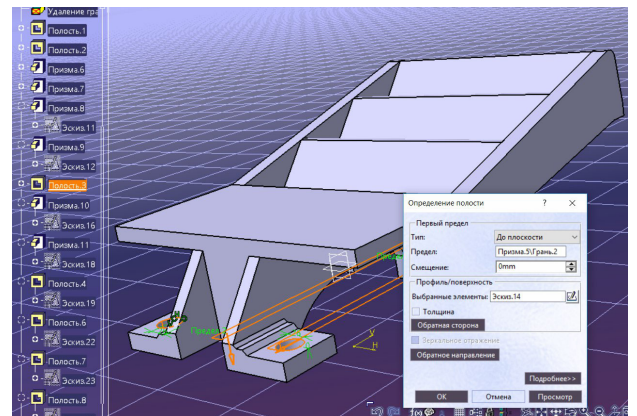 Удаление гра
Полость.1
Полость.2
Призма.6
Призма.7
Призма.8
Эскиз.11
Призма.9
Эскиз.12
Полость.3
Призма.10
Эскиз.16
Призма.11
Эскиз.18
Полость.4
Эскиз.19
Полость.6
Эскиз.22
Полость.7
Эскиз.23
Полость.8
Определение полости ? ×
Первый предел
Тип: До плоскости
Предел: Призма.5\Грань.2
Смещение: 0mm
Профиль/поверхность
Выбранные элементы: Эскиз.14
Толщина
Обратная сторона
Зеркальное отражение
Обратное направление
Подробнее>>
OK Отмена Просмотр
y
H